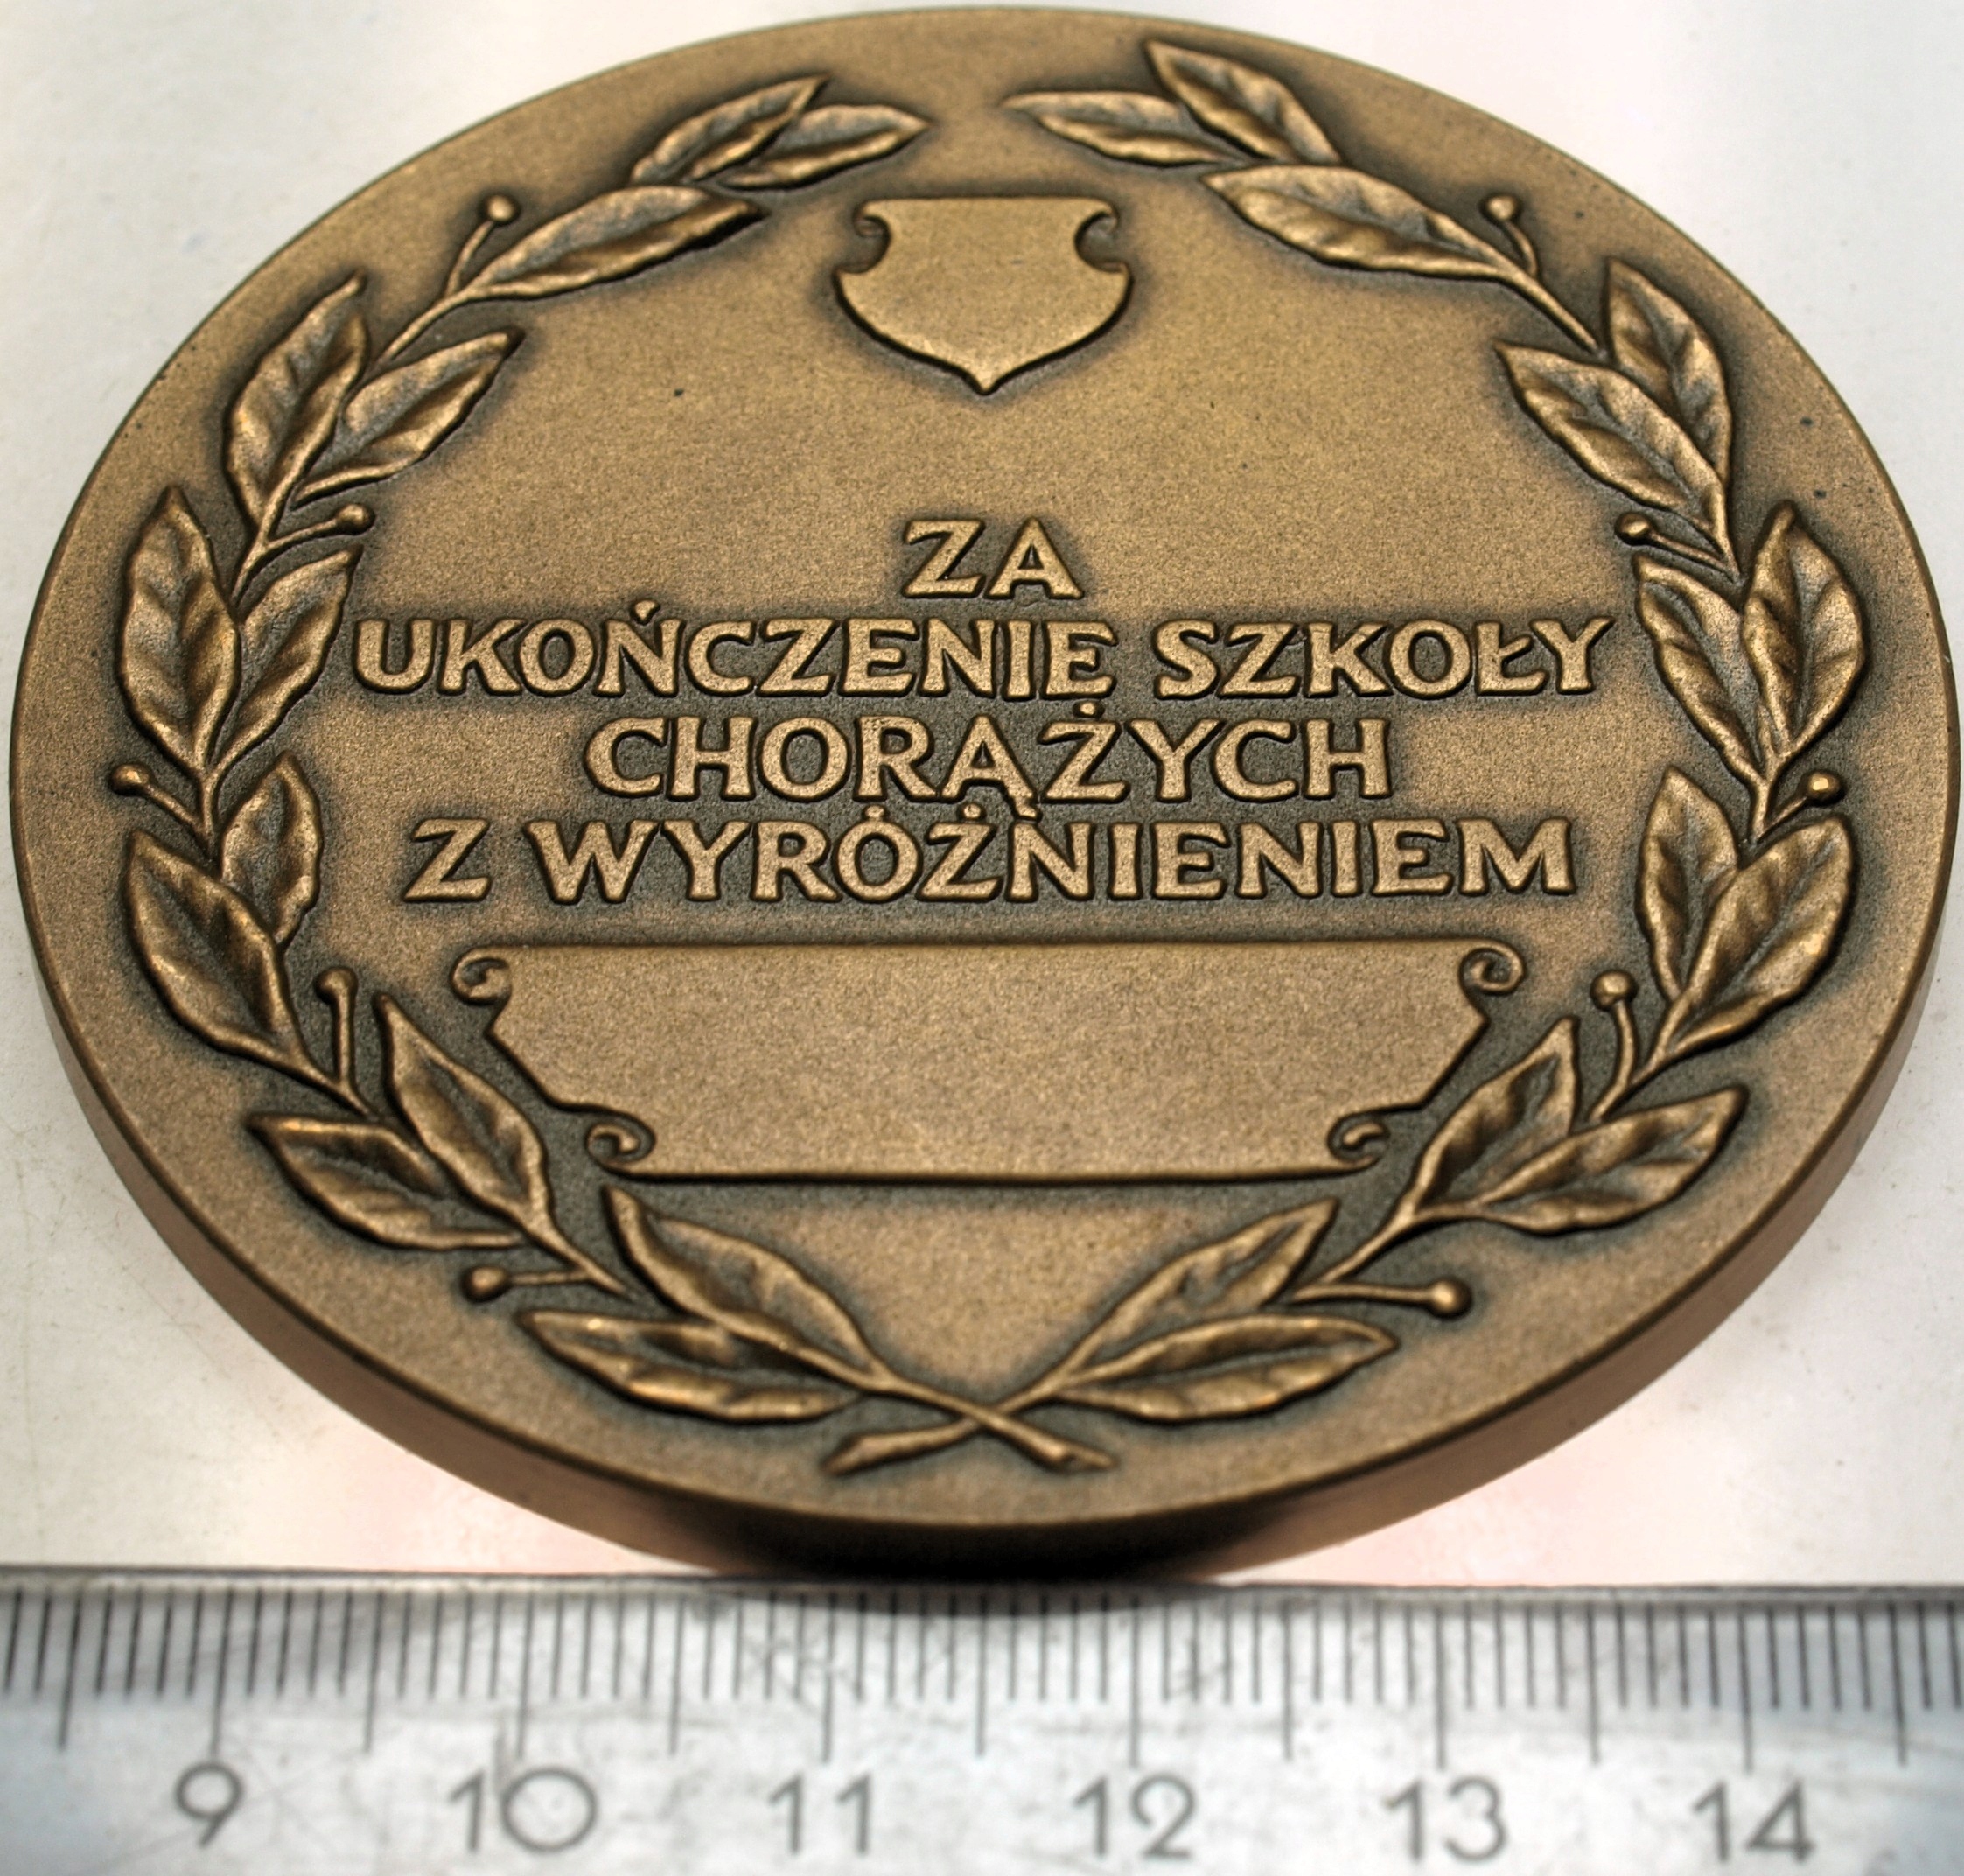 ZA
UKOŃCZENIE SZKOŁY
CHORĄŻYCH
Z WYRÓŻNIENIEM
9 10 11 12 13 14